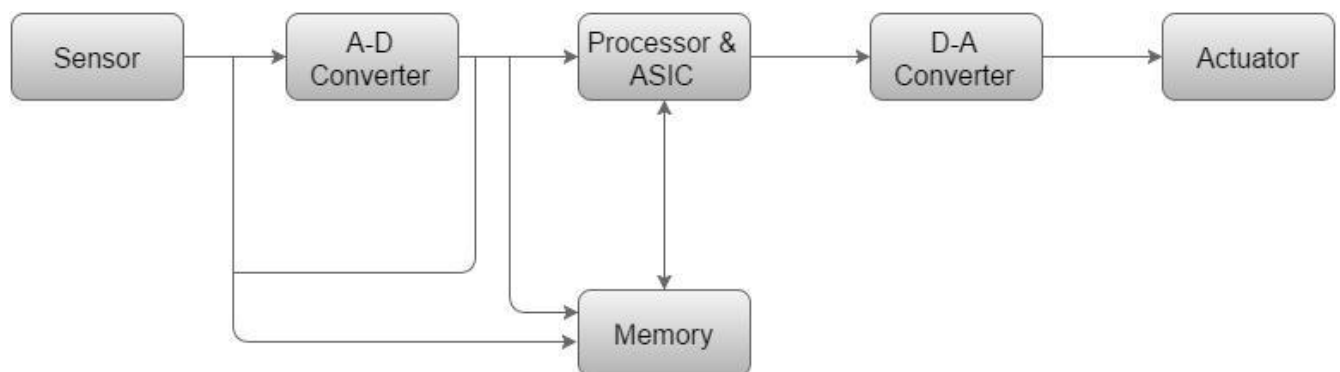 Sensor
A-D
Converter
Processor &
ASIC
D-A
Converter
Actuator
Memory